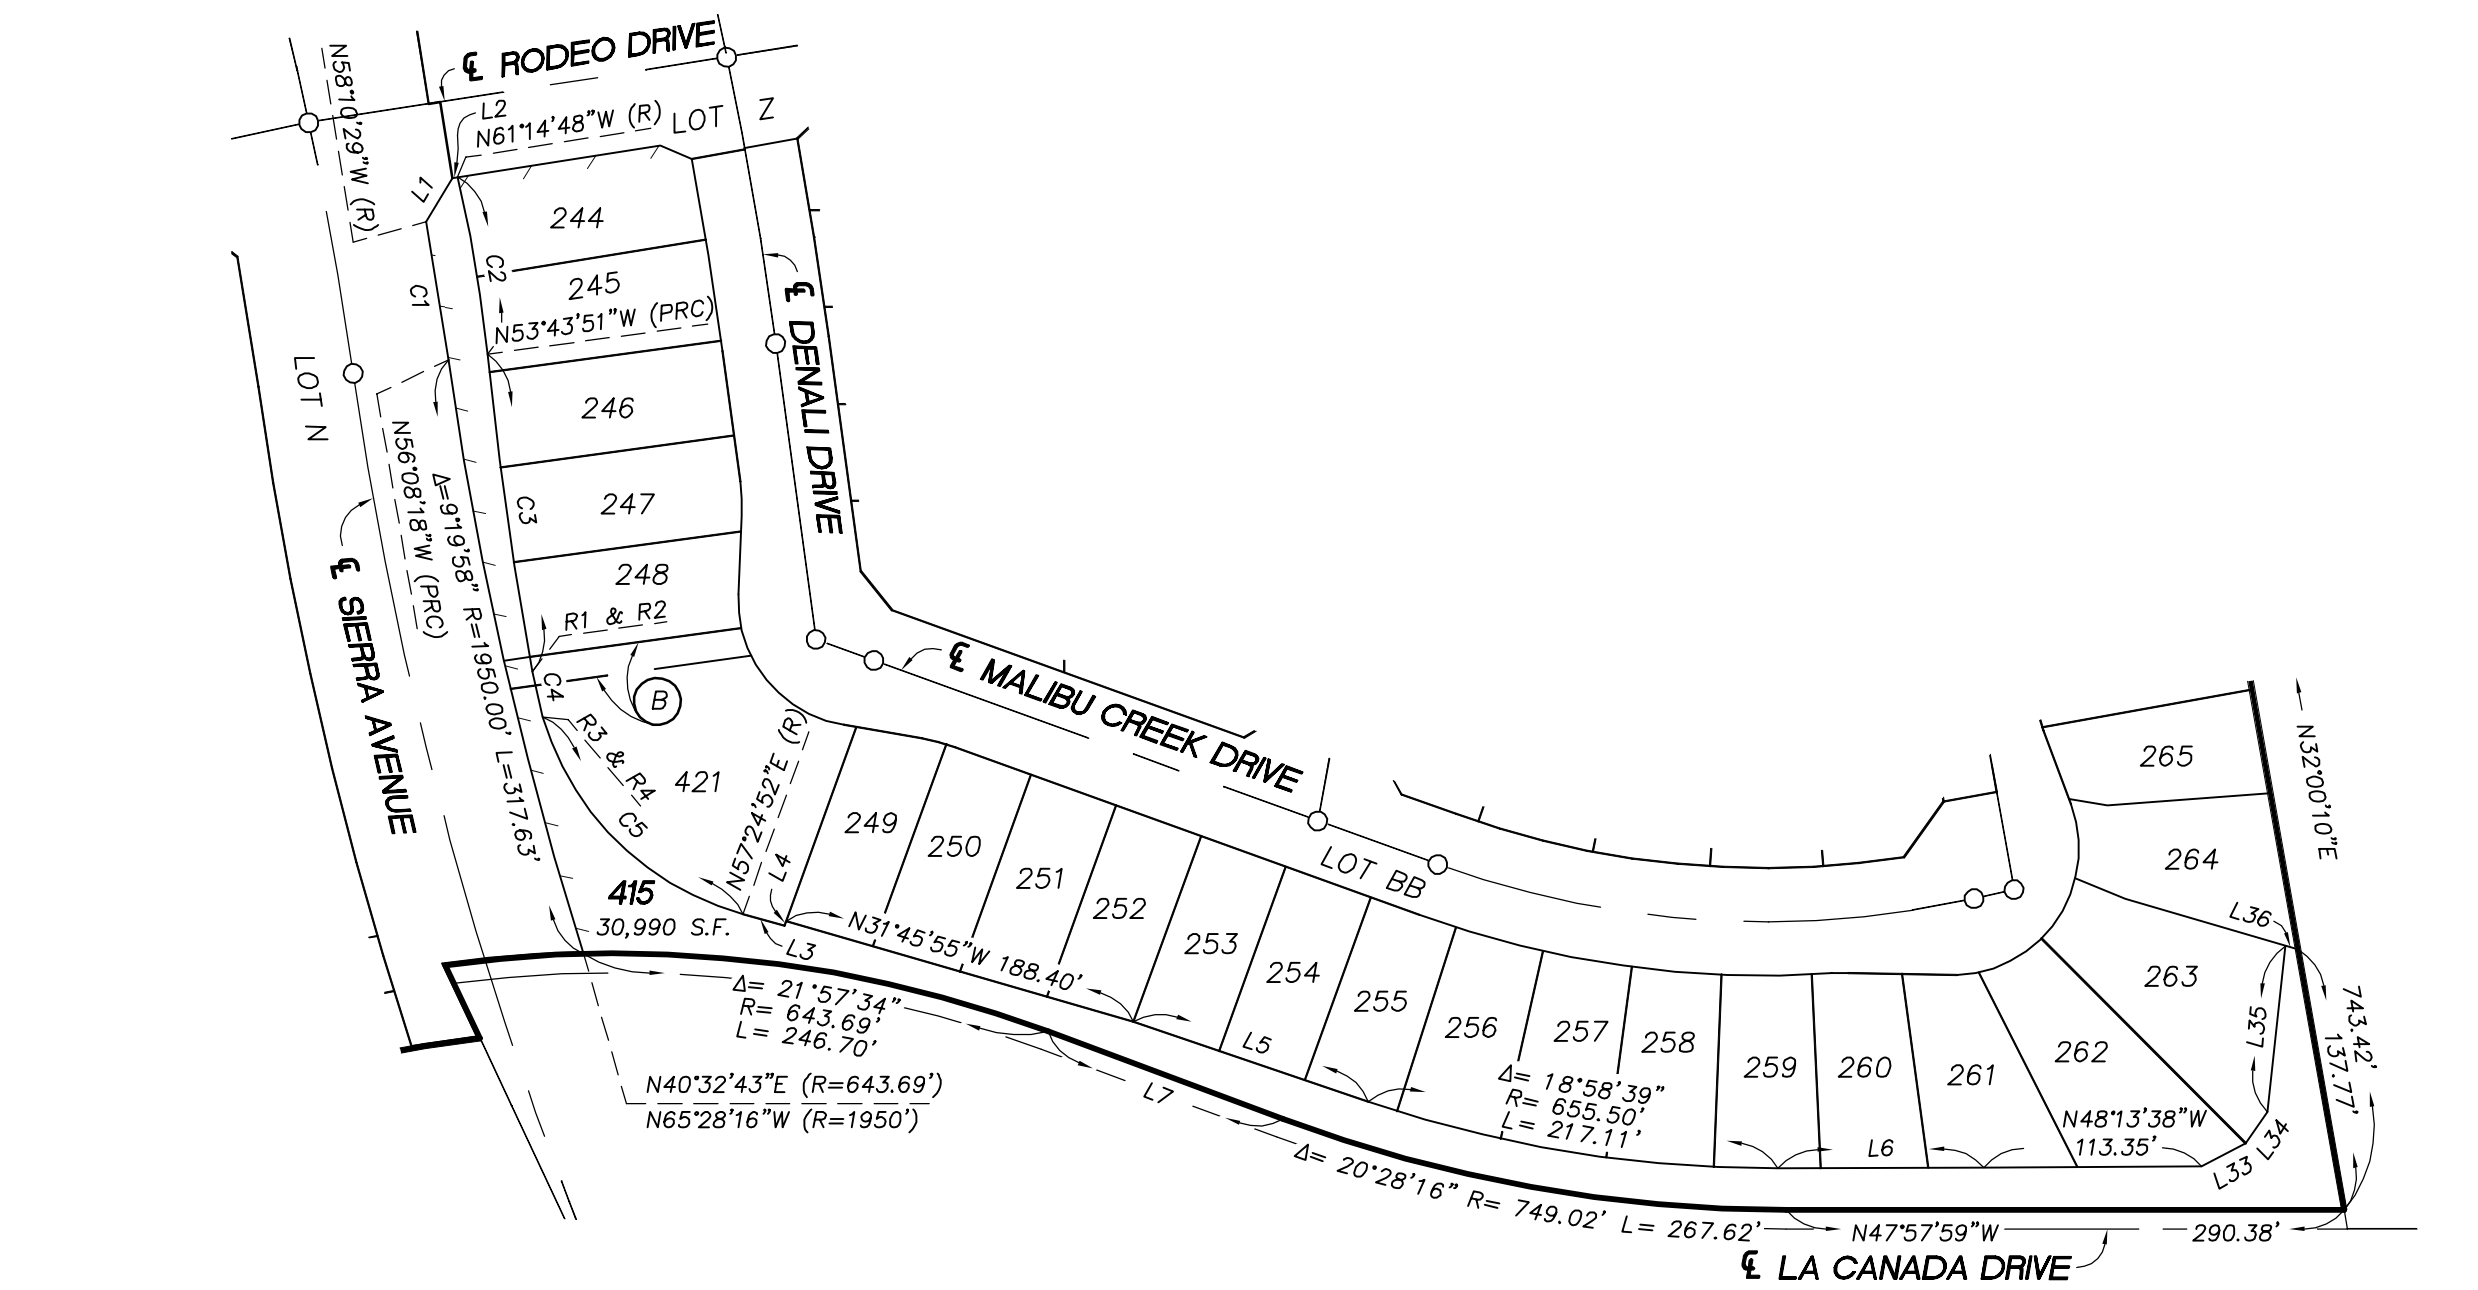 ℄ RODEO DRIVE
N58°10'29"W (R)
L2
N61°14'48"W (R)
LOT Z
L1
244
C2
245
C1
N53°43'51"W (PRC)
℄ DENALI DRIVE
LOT N
246
N56°08'18"W (PRC)
Δ=9°19'58" R=1950.00' L=317.63'
C3
247
℄ SIERRA AVENUE
248
R1 & R2
C4
B
R3 & R4
℄ MALIBU CREEK DRIVE
421
C5
N57°24'52"E (R)
L4
249
250
251
252
253
254
255
256
257
258
259
260
261
262
263
264
265
LOT BB
N32°00'10"E
L36
415
30,990 S.F.
L3
N31°45'55"W 188.40'
L5
Δ= 21°57'34"
R= 643.69'
L= 246.70'
L35
743.42'
137.77'
N40°32'43"E (R=643.69')
N65°28'16"W (R=1950')
L7
Δ= 18°58'39"
R= 655.50'
L= 217.11'
L6
N48°13'38"W
113.35'
L33
L34
Δ= 20°28'16" R= 749.02' L= 267.62'
N47°57'59"W
290.38'
℄ LA CANADA DRIVE